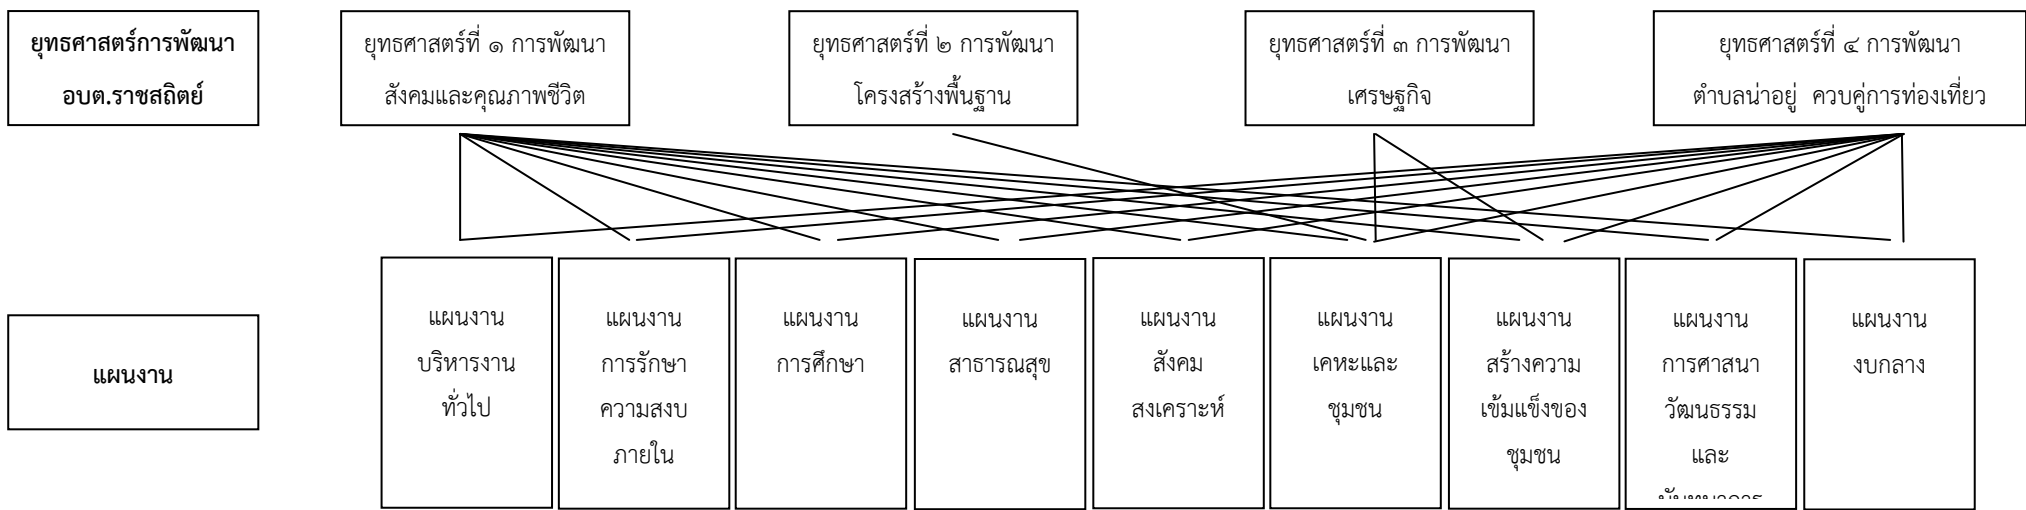 ยุทธศาสตร์การพัฒนา
อบต.ราชสถิตย์
ยุทธศาสตร์ที่ ๑ การพัฒนา
สังคมและคุณภาพชีวิต
ยุทธศาสตร์ที่ ๒ การพัฒนา
โครงสร้างพื้นฐาน
ยุทธศาสตร์ที่ ๓ การพัฒนา
เศรษฐกิจ
ยุทธศาสตร์ที่ ๔ การพัฒนา
ตำบลน่าอยู่ ควบคู่การท่องเที่ยว
แผนงาน
แผนงาน
บริหารงาน
ทั่วไป
แผนงาน
การรักษา
ความสงบ
ภายใน
แผนงาน
การศึกษา
แผนงาน
สาธารณสุข
แผนงาน
สังคม
สงเคราะห์
แผนงาน
เคหะและ
ชุมชน
แผนงาน
สร้างความ
เข้มแข็งของ
ชุมชน
แผนงาน
การศาสนา
วัฒนธรรม
และ
แผนงาน
งบกลาง